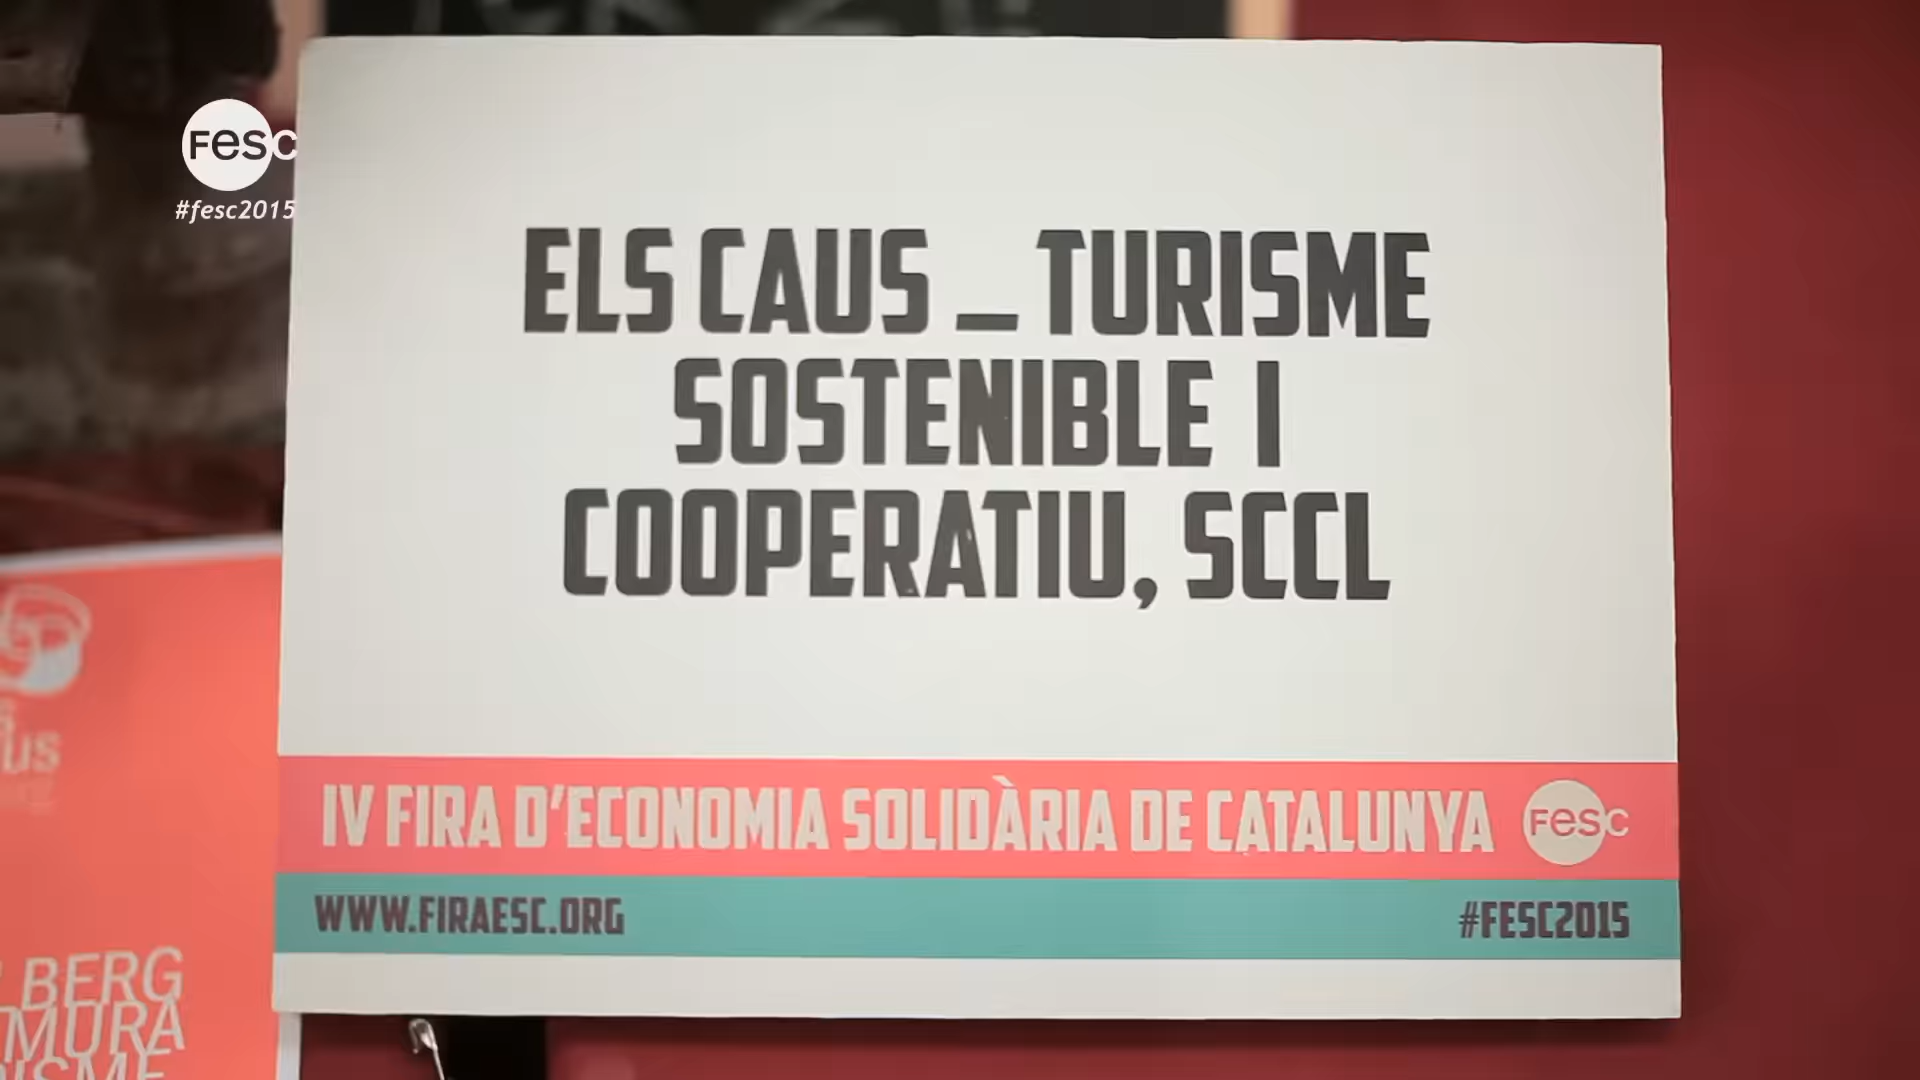 FESC
#fesc2015
ELS CAUS _ TURISME
SOSTENIBLE I
COOPERATIU, SCCL
IV FIRA D'ECONOMIA SOLIDÀRIA DE CATALUNYA FESC
WWW.FIRAESC.ORG #FESC2015
BERG
MURA